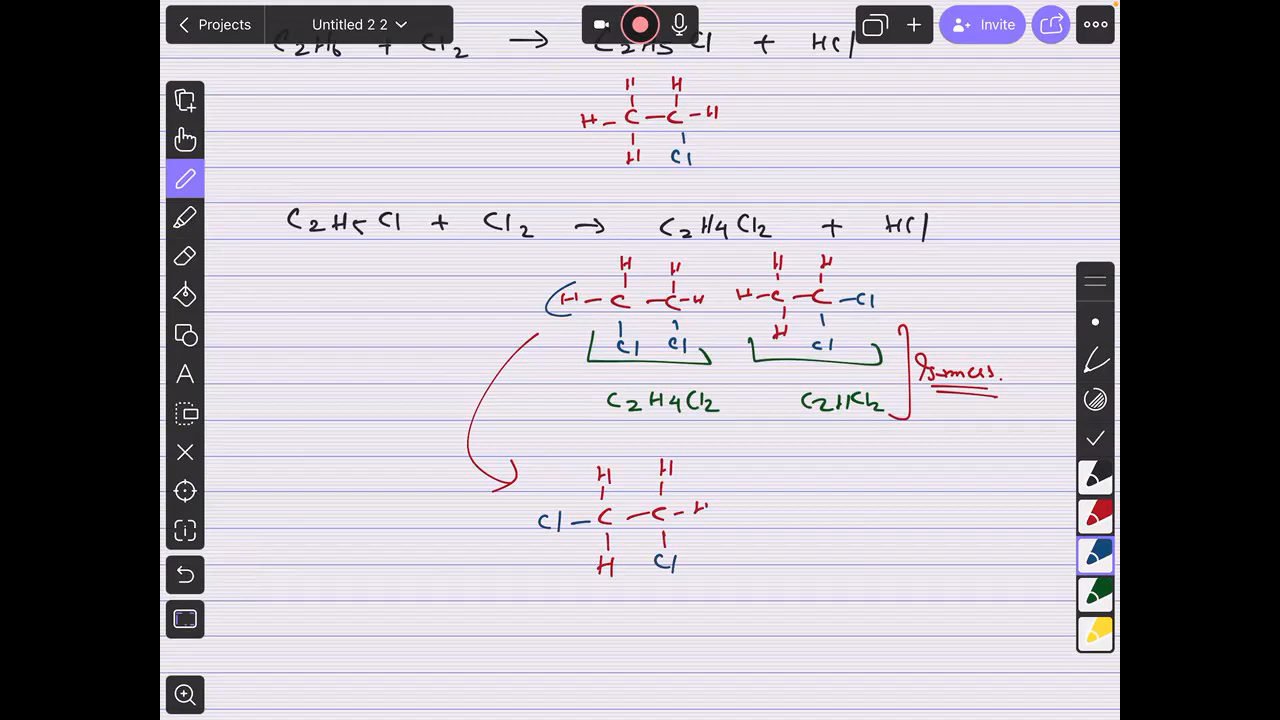 Projects
Untitled 2 2
Invite
C2H6 + Cl2 → C2H5Cl + HCl
H H
H - C - C - H
H Cl
C2H5Cl + Cl2 → C2H4Cl2 + HCl
H H H H
H - C - C - H H - C - C - Cl
Cl Cl H Cl
Isomers.
C2H4Cl2 C2HCl2
H H
Cl - C - C - H
H Cl
A